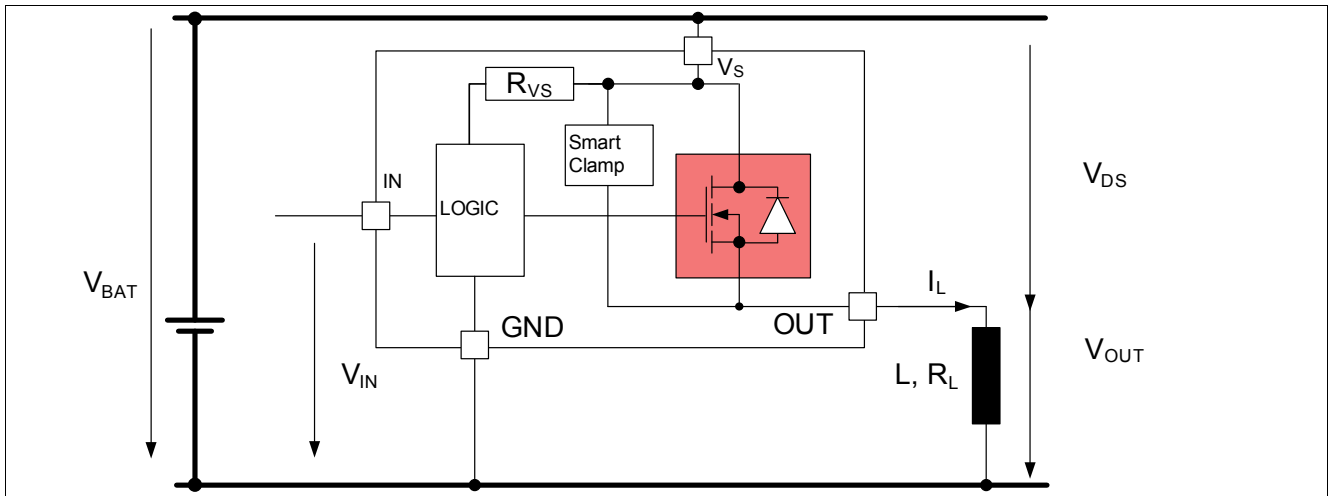 V_S
R_VS
Smart
Clamp
IN
LOGIC
V_DS
V_BAT
I_L
GND
OUT
V_IN
V_OUT
L, R_L